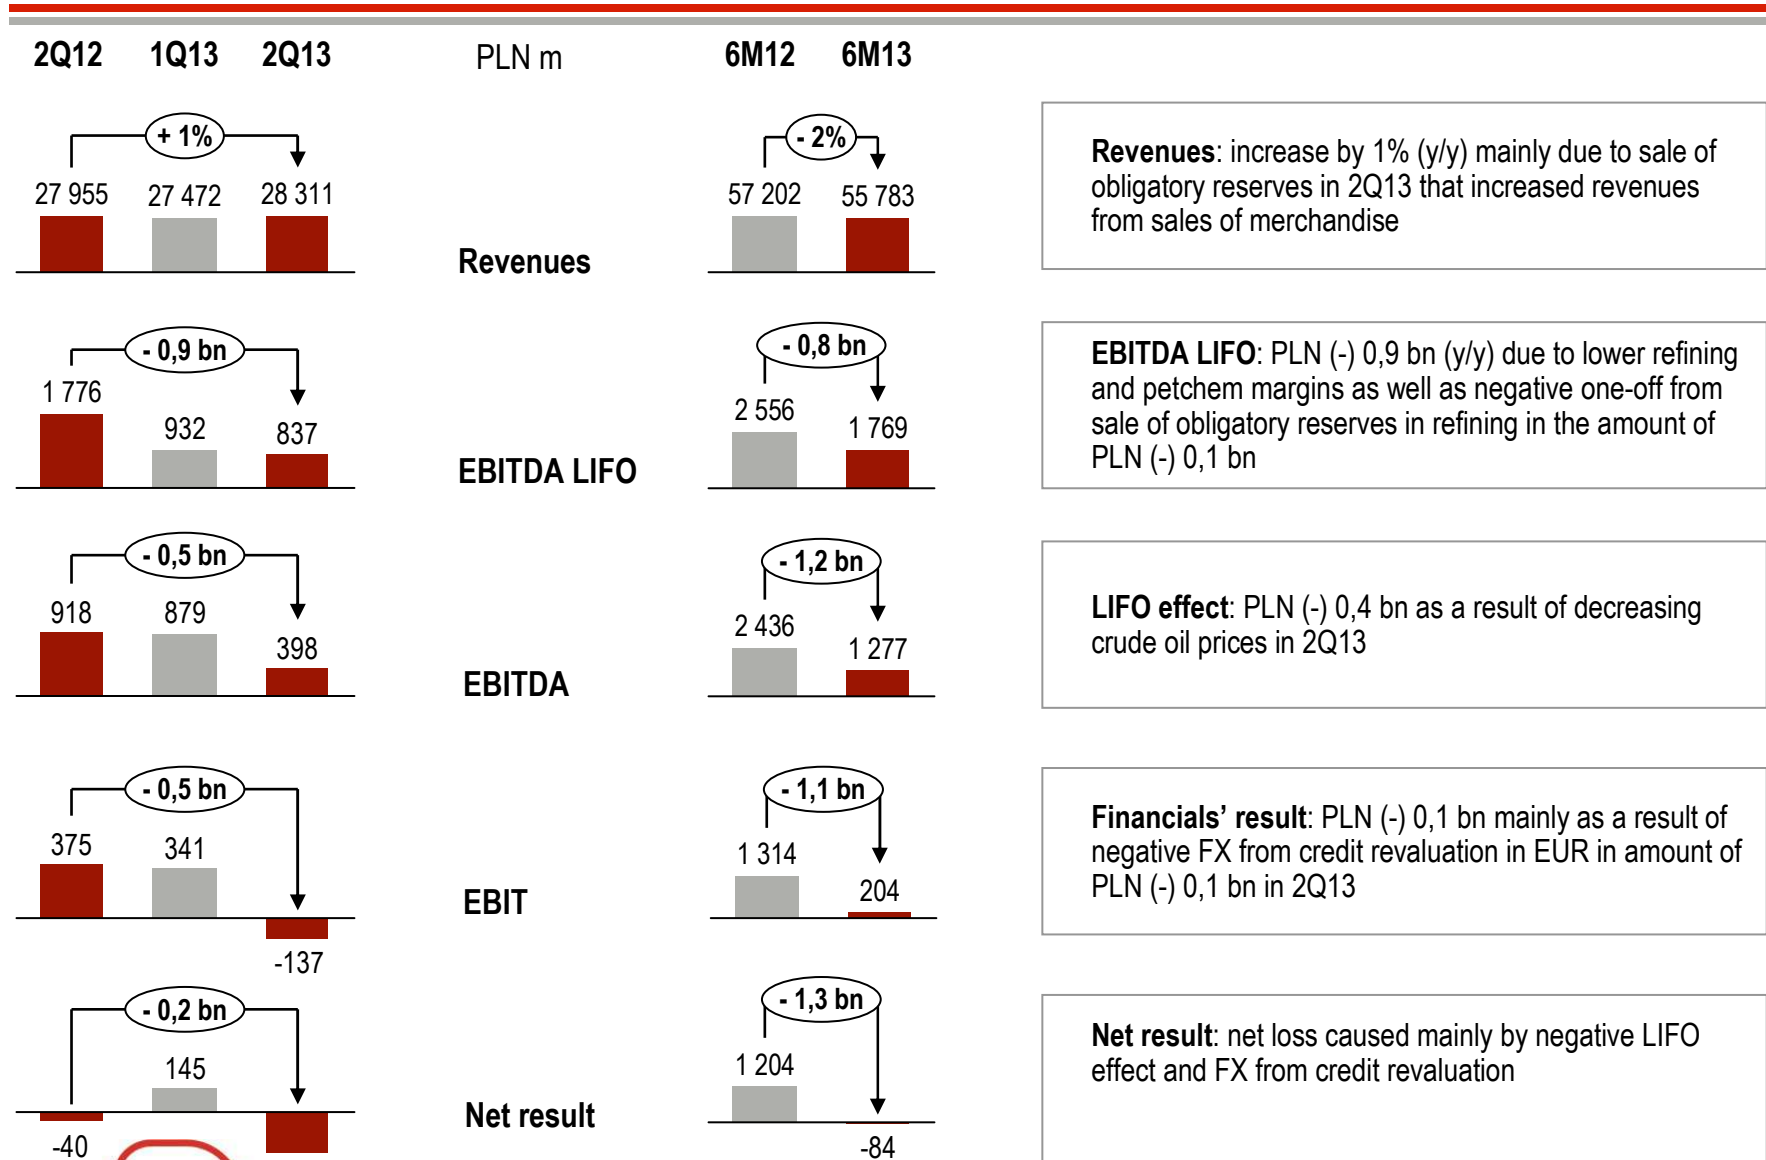 2Q12 1Q13 2Q13 PLN m 6M12 6M13
+ 1% - 2%
27 955 27 472 28 311 57 202 55 783
Revenues
Revenues: increase by 1% (y/y) mainly due to sale of
obligatory reserves in 2Q13 that increased revenues
from sales of merchandise
- 0,9 bn - 0,8 bn
1 776 932 837 2 556 1 769
EBITDA LIFO
EBITDA LIFO: PLN (-) 0,9 bn (y/y) due to lower refining
and petchem margins as well as negative one-off from
sale of obligatory reserves in refining in the amount of
PLN (-) 0,1 bn
- 0,5 bn - 1,2 bn
918 879 398 2 436 1 277
EBITDA
LIFO effect: PLN (-) 0,4 bn as a result of decreasing
crude oil prices in 2Q13
- 0,5 bn - 1,1 bn
375 341 -137 1 314 204
EBIT
Financials’ result: PLN (-) 0,1 bn mainly as a result of
negative FX from credit revaluation in EUR in amount of
PLN (-) 0,1 bn in 2Q13
- 0,2 bn - 1,3 bn
-40 145 1 204 -84
Net result
Net result: net loss caused mainly by negative LIFO
effect and FX from credit revaluation